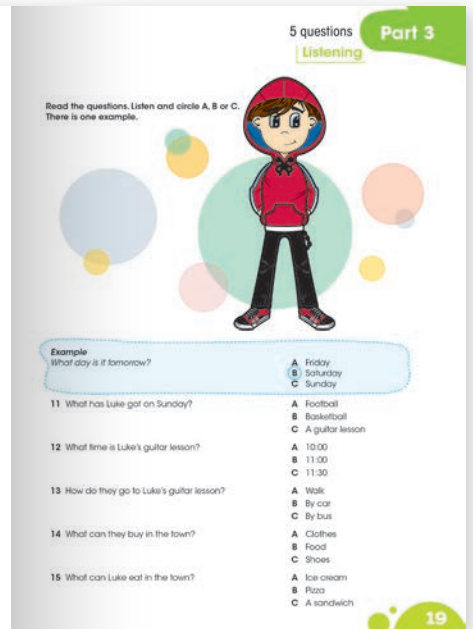 5 questions
Part 3
Listening
Read the questions. Listen and circle A, B or C.
There is one example.
Example
What day is it tomorrow?
A Friday
B Saturday
C Sunday
11 What has Luke got on Sunday?
A Football
B Basketball
C A guitar lesson
12 What time is Luke's guitar lesson?
A 10:00
B 11:00
C 11:30
13 How do they go to Luke's guitar lesson?
A Walk
B By car
C By bus
14 What can they buy in the town?
A Clothes
B Food
C Shoes
15 What can Luke eat in the town?
A Ice cream
B Pizza
C A sandwich
19